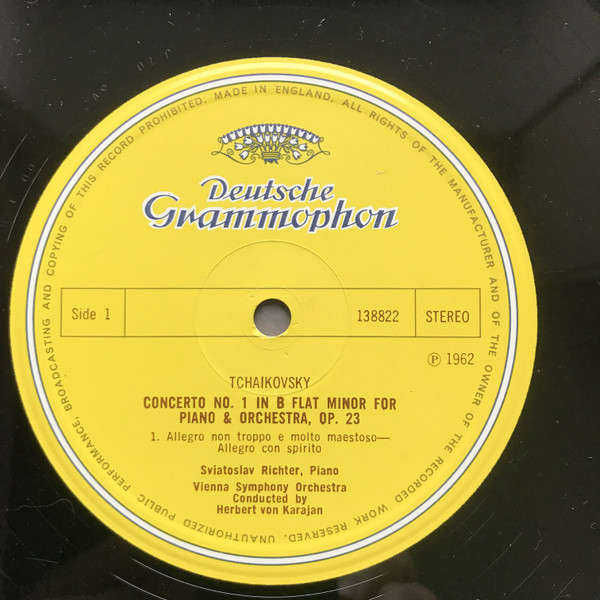 MADE IN ENGLAND. ALL RIGHTS OF THE MANUFACTURER AND OF THE OWNER OF THE RECORDED WORK RESERVED. UNAUTHORIZED PUBLIC PERFORMANCE, BROADCASTING AND COPYING OF THIS RECORD PROHIBITED.
Deutsche
Grammophon
Side 1
138822
STEREO
℗ 1962
TCHAIKOVSKY
CONCERTO NO. 1 IN B FLAT MINOR FOR
PIANO & ORCHESTRA, OP. 23
1. Allegro non troppo e molto maestoso—
Allegro con spirito
Sviatoslav Richter, Piano
Vienna Symphony Orchestra
Conducted by
Herbert von Karajan